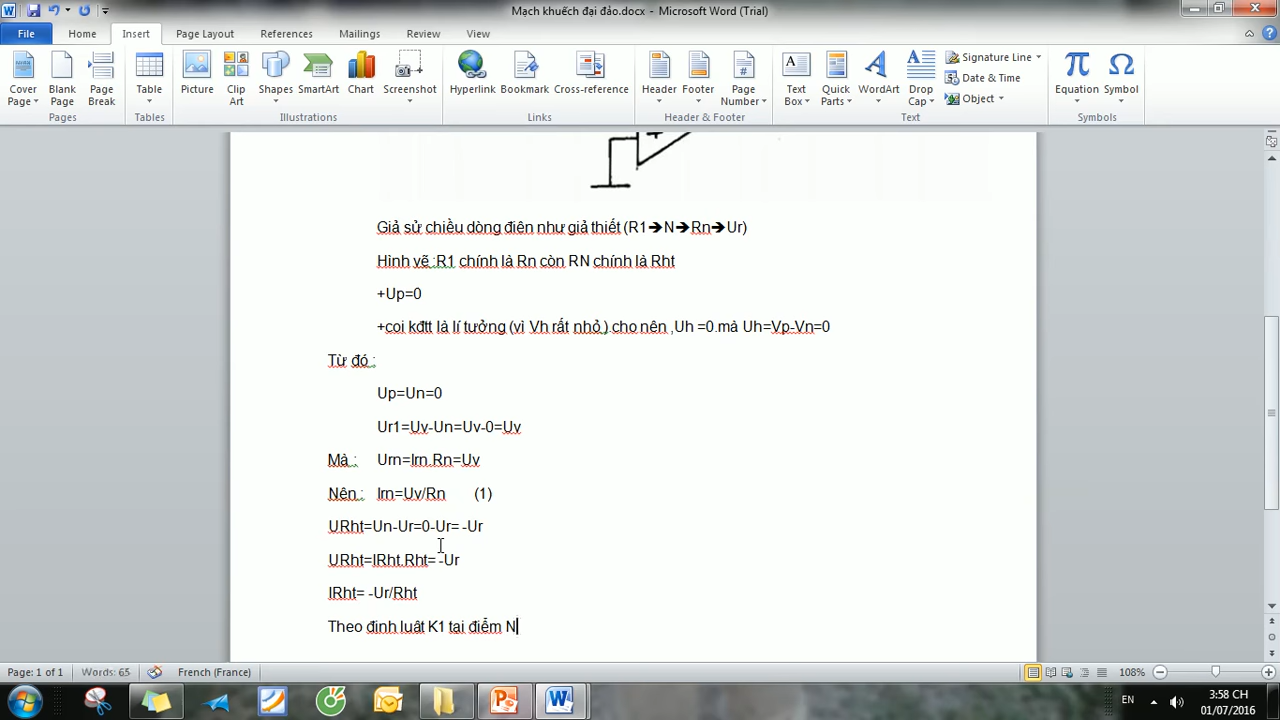 Mạch khuếch đại đảo.docx - Microsoft Word (Trial)
File Home Insert Page Layout References Mailings Review View
Cover Page
Blank Page
Page Break
Table
Picture
Clip Art
Shapes
SmartArt
Chart
Screenshot
Hyperlink
Bookmark
Cross-reference
Header
Footer
Page Number
Text Box
Quick Parts
WordArt
Drop Cap
Signature Line
Date & Time
Object
Equation
Symbol
Pages Tables Illustrations Links Header & Footer Text Symbols
+
Giả sử chiều dòng điện như giả thiết (R1➔N➔Rn➔Ur)
Hình vẽ :R1 chính là Rn còn RN chính là Rht
+Up=0
+coi kđtt là lí tưởng (vì Vh rất nhỏ ) cho nên ,Uh =0.mà Uh=Vp-Vn=0
Từ đó :
Up=Un=0
Ur1=Uv-Un=Uv-0=Uv
Mà : Urn=Irn.Rn=Uv
Nên : Irn=Uv/Rn (1)
URht=Un-Ur=0-Ur= -Ur
URht=IRht.Rht= -Ur
IRht= -Ur/Rht
Theo định luật K1 tại điểm N
Page: 1 of 1 Words: 65 French (France) 108%
EN 3:58 CH
01/07/2016